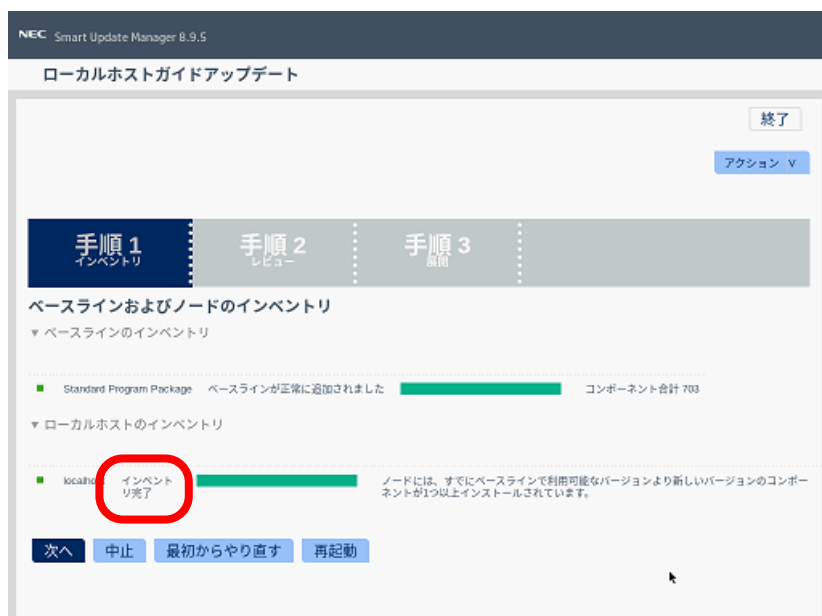 NEC Smart Update Manager 8.9.5
ローカルホストガイドアップデート
終了
アクション ∨
手順 1
インベントリ
手順 2
レビュー
手順 3
展開
ベースラインおよびノードのインベントリ
▼ ベースラインのインベントリ
Standard Program Package ベースラインが正常に追加されました コンポーネント合計 703
▼ ローカルホストのインベントリ
インベント
リ完了
ノードには、すでにベースラインで利用可能なバージョンより新しいバージョンのコンポー
ネントが1つ以上インストールされています。
次へ 中止 最初からやり直す 再起動